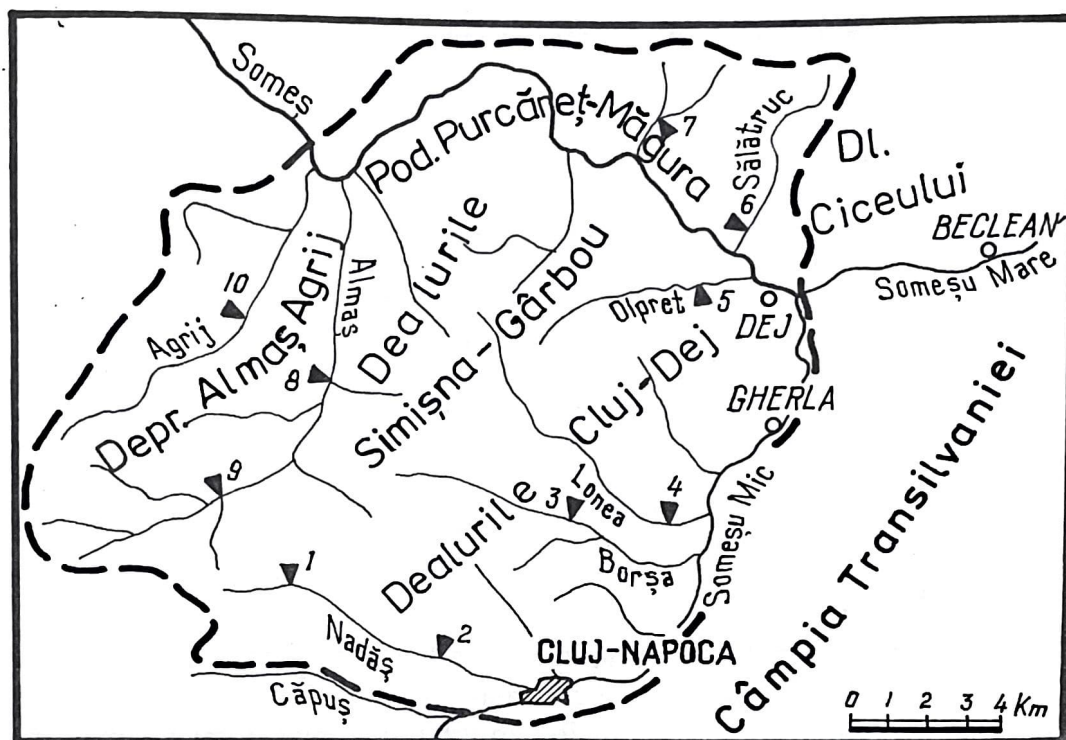 Someș
Pod. Purcăreț-Măgura
7
Sălătruc
6
Dl.
Ciceului
BECLEAN
Someșu Mare
10
Agrij
Almaș
Depr. Almaș Agrij
8
9
Dealurile
Simișna-Gârbou
Olpret
5
DEJ
Cluj-Dej
GHERLA
Dealurile
3
Lonea
4
Borșa
Someșu Mic
1
Nadăș
2
CLUJ-NAPOCA
Căpuș
Câmpia Transilvaniei
0 1 2 3 4 Km